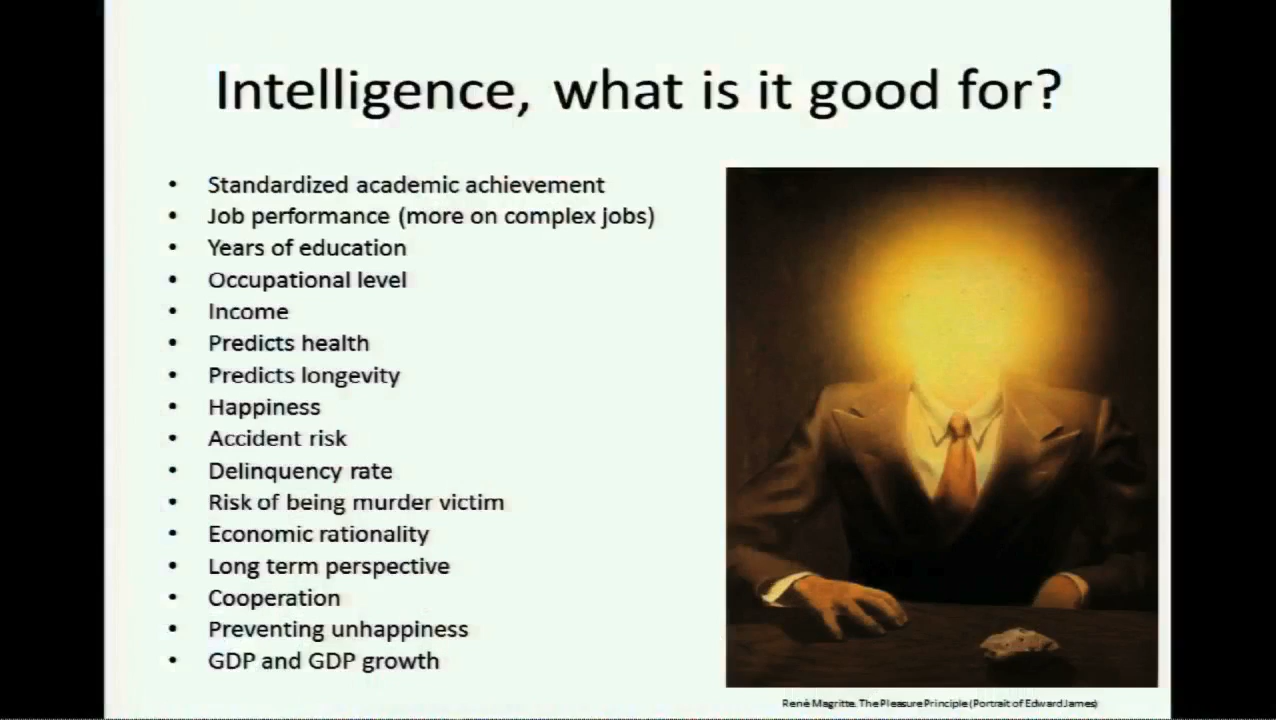 Intelligence, what is it good for?
• Standardized academic achievement
• Job performance (more on complex jobs)
• Years of education
• Occupational level
• Income
• Predicts health
• Predicts longevity
• Happiness
• Accident risk
• Delinquency rate
• Risk of being murder victim
• Economic rationality
• Long term perspective
• Cooperation
• Preventing unhappiness
• GDP and GDP growth
Renè Magritte. The Pleasure Principle (Portrait of Edward James)